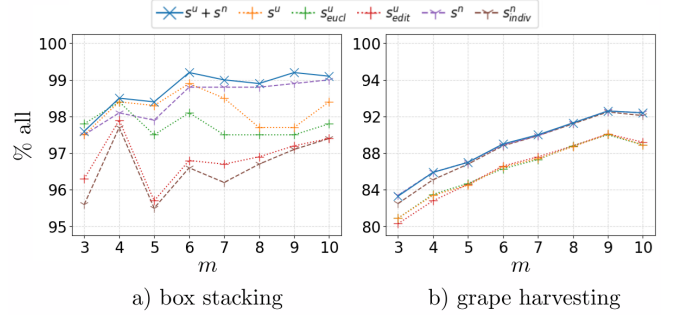 s^u + s^n s^u s^u_eucl s^u_edit s^n s^n_indiv
% all
100
99
98
97
96
95
3 4 5 6 7 8 9 10
m
a) box stacking
100
94
92
88
84
80
3 4 5 6 7 8 9 10
m
b) grape harvesting